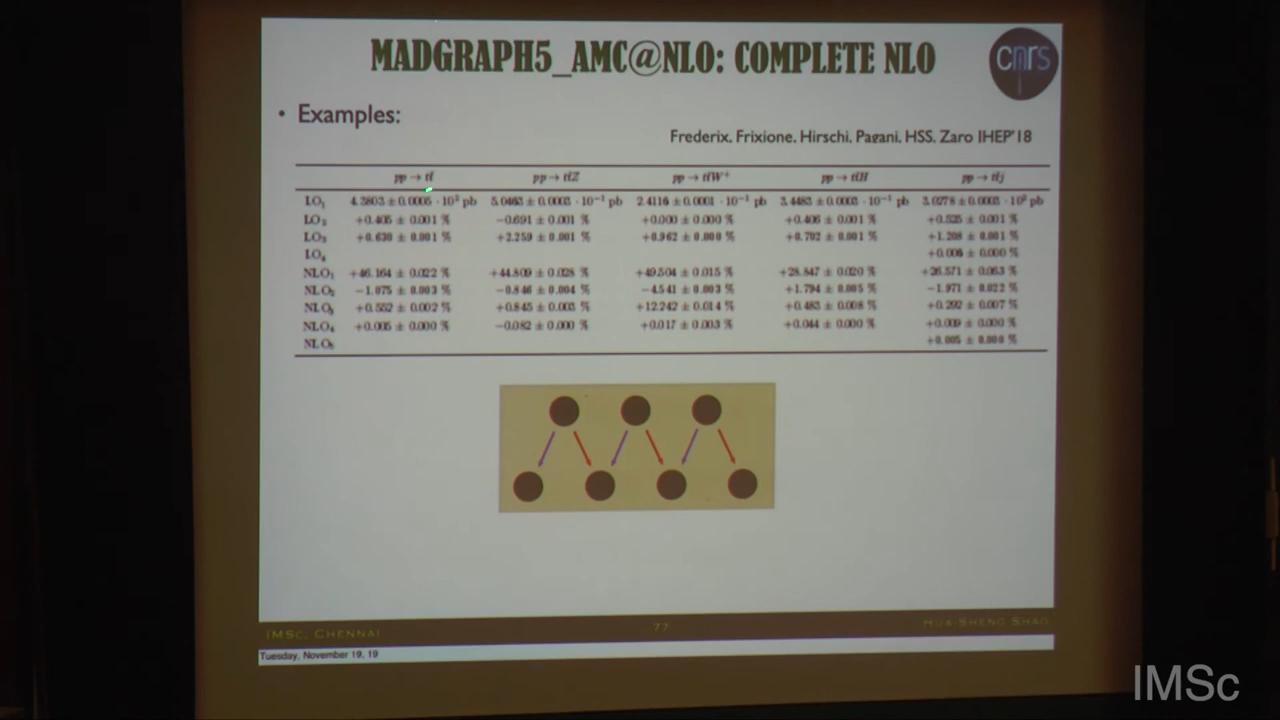 MADGRAPH5_AMC@NLO: COMPLETE NLO
cnrs
• Examples:
Frederix, Frixione, Hirschi, Pagani, HSS, Zaro JHEP'18
pp → tt̄ pp → tt̄Z pp → tt̄W⁺ pp → tt̄H pp → tt̄j
LO₁ 4.3803 ± 0.0005 · 10² pb 5.0463 ± 0.0003 · 10⁻¹ pb 2.4116 ± 0.0001 · 10⁻¹ pb 3.4483 ± 0.0003 · 10⁻¹ pb 3.0278 ± 0.0003 · 10² pb
LO₂ +0.405 ± 0.001 % −0.691 ± 0.001 % +0.000 ± 0.000 % +0.406 ± 0.001 % +0.525 ± 0.001 %
LO₃ +0.630 ± 0.001 % +2.259 ± 0.001 % +0.962 ± 0.000 % +0.702 ± 0.001 % +1.208 ± 0.001 %
LO₄ +0.006 ± 0.000 %
NLO₁ +46.164 ± 0.022 % +44.809 ± 0.028 % +49.504 ± 0.015 % +28.847 ± 0.020 % +26.571 ± 0.063 %
NLO₂ −1.075 ± 0.003 % −0.846 ± 0.004 % −4.541 ± 0.003 % +1.794 ± 0.005 % −1.971 ± 0.022 %
NLO₃ +0.552 ± 0.002 % +0.845 ± 0.003 % +12.242 ± 0.014 % +0.483 ± 0.008 % +0.292 ± 0.007 %
NLO₄ +0.005 ± 0.000 % −0.082 ± 0.000 % +0.017 ± 0.003 % +0.044 ± 0.000 % +0.009 ± 0.000 %
NLO₅ +0.005 ± 0.000 %
IMSC, CHENNAI 77 HUA-SHENG SHAO
Tuesday, November 19, 19
IMSc